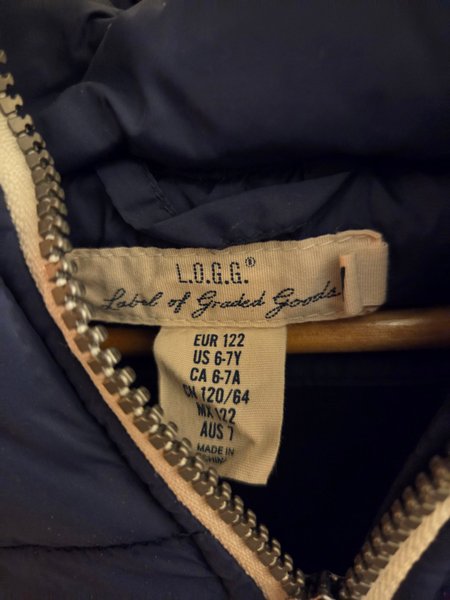 L.O.G.G.®
Label of Graded Goods
EUR 122
US 6-7Y
CA 6-7A
CN 120/64
MX 122
AUS 7
MADE IN
CHINA